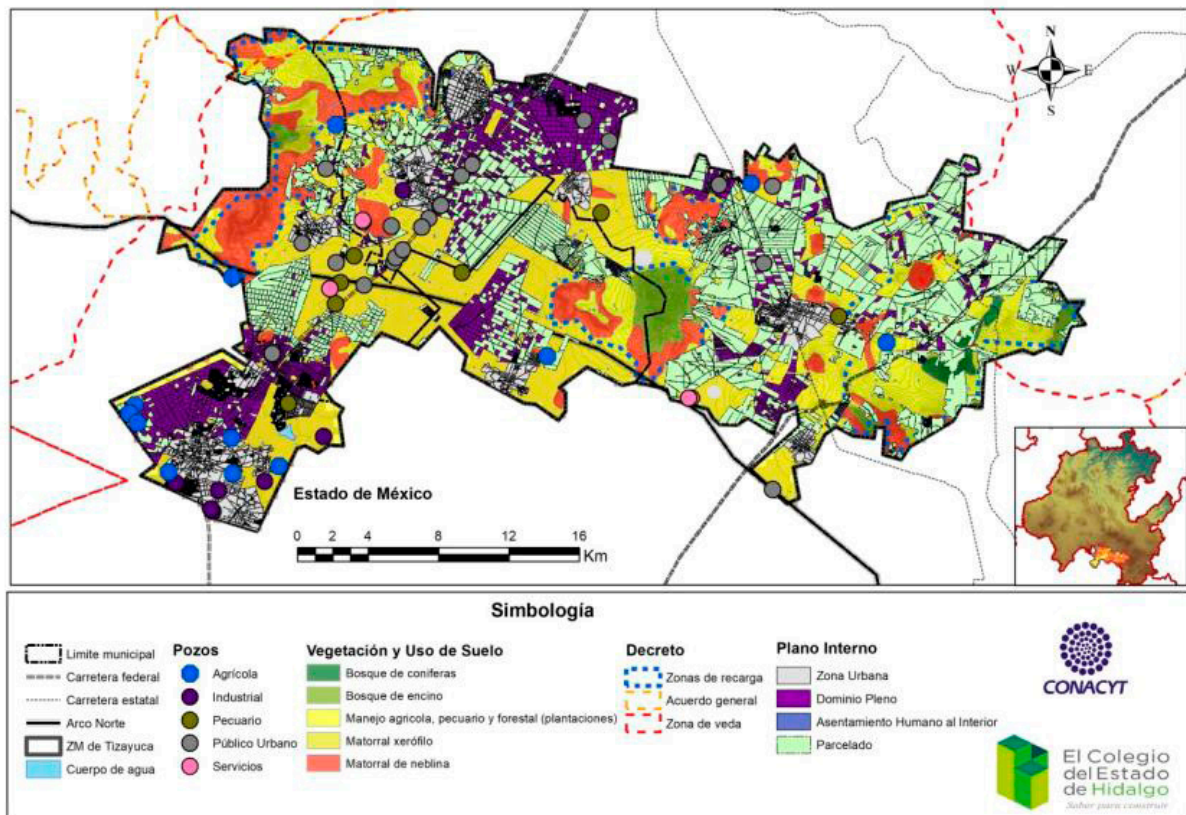 N
W E
S
Estado de México
0 2 4 8 12 16
Km
Simbología
Limite municipal
Carretera federal
Carretera estatal
Arco Norte
ZM de Tizayuca
Cuerpo de agua
Pozos
Agrícola
Industrial
Pecuario
Público Urbano
Servicios
Vegetación y Uso de Suelo
Bosque de coniferas
Bosque de encino
Manejo agricola, pecuario y forestal (plantaciones)
Matorral xerófilo
Matorral de neblina
Decreto
Zonas de recarga
Acuerdo general
Zona de veda
Plano Interno
Zona Urbana
Dominio Pleno
Asentamiento Humano al Interior
Parcelado
CONACYT
El Colegio
del Estado
de Hidalgo
Saber para construir